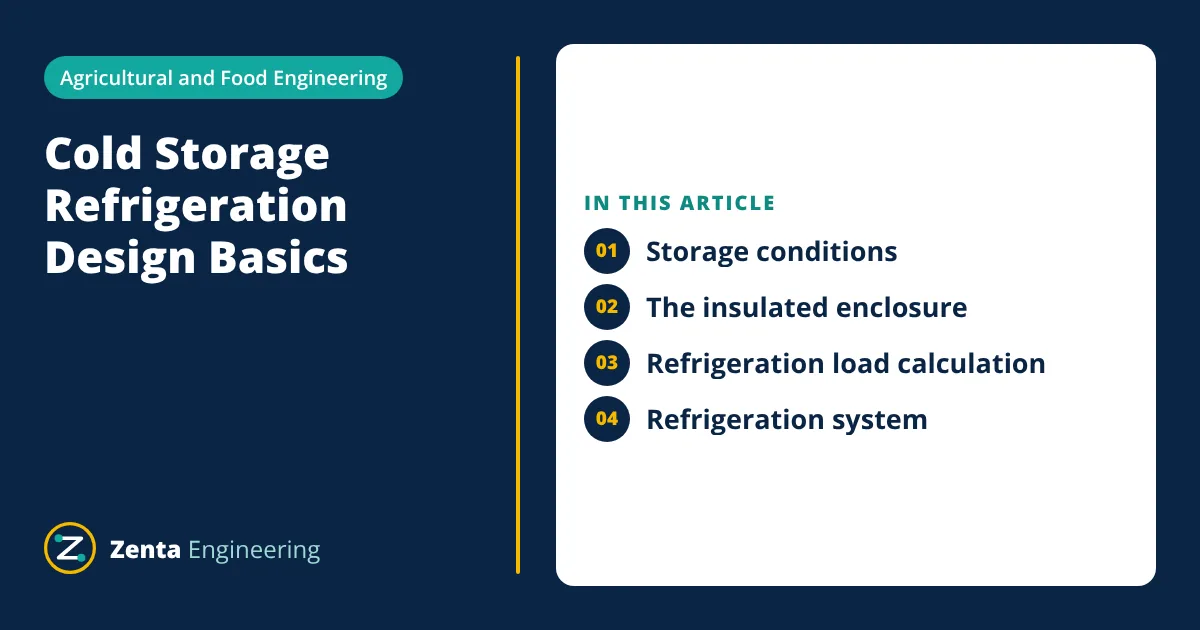 Agricultural and Food Engineering
Cold Storage
Refrigeration
Design Basics
Zenta Engineering
IN THIS ARTICLE
01 Storage conditions
02 The insulated enclosure
03 Refrigeration load calculation
04 Refrigeration system